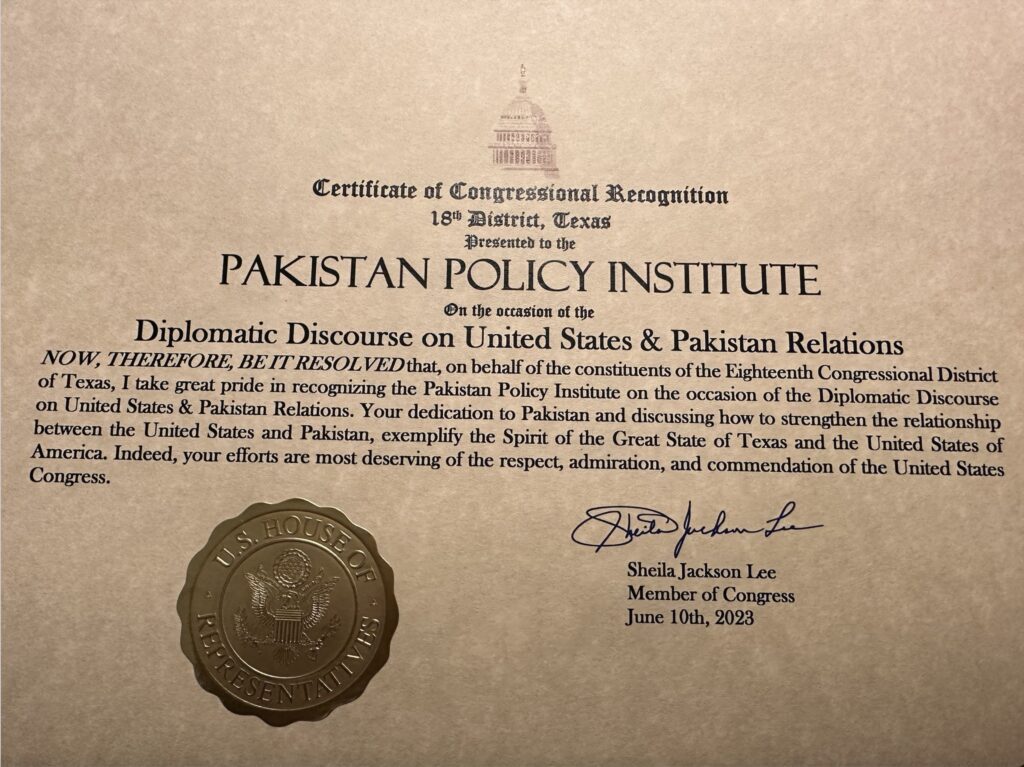 Certificate of Congressional Recognition
18th District, Texas
Presented to the
PAKISTAN POLICY INSTITUTE
On the occasion of the
Diplomatic Discourse on United States & Pakistan Relations
NOW, THEREFORE, BE IT RESOLVED that, on behalf of the constituents of the Eighteenth Congressional District
of Texas, I take great pride in recognizing the Pakistan Policy Institute on the occasion of the Diplomatic Discourse
on United States & Pakistan Relations. Your dedication to Pakistan and discussing how to strengthen the relationship
between the United States and Pakistan, exemplify the Spirit of the Great State of Texas and the United States of
America. Indeed, your efforts are most deserving of the respect, admiration, and commendation of the United States
Congress.
U.S. HOUSE OF
REPRESENTATIVES
Sheila Jackson Lee
Sheila Jackson Lee
Member of Congress
June 10th, 2023